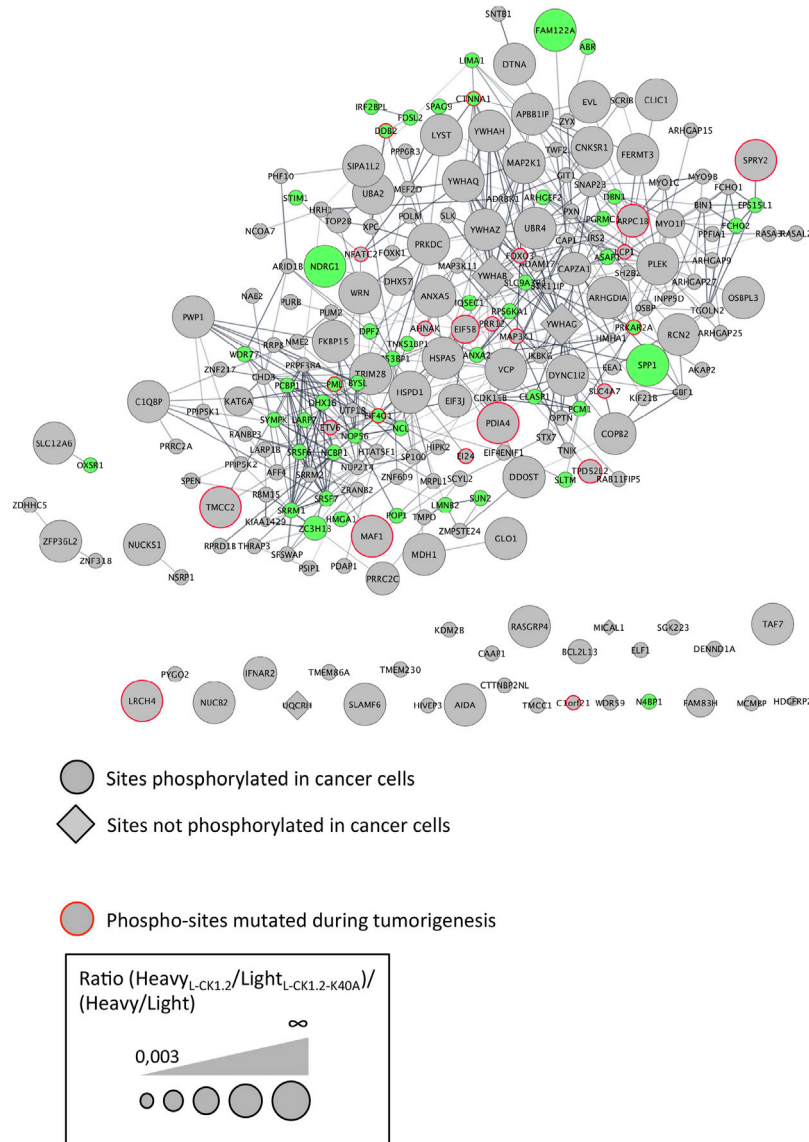 SNTB1
FAM122A
ABR
LIMA1
DTNA
CTNNA1
EVL
SCRIB
CLIC1
IRF2BPL
FOSL2
SPAG9
APBB1IP
ZYX
ARHGAP15
DDB2
LYST
YWHAH
TWF2
CNKSR1
FERMT3
SPRY2
PPP6R3
SIPA1L2
MAP2K1
GIT1
SNAP23
MYO1C
MYO9B
PHF10
MEF2D
YWHAQ
ADRBK1
ARHGEF2
DBN1
FCHO1
STIM1
UBA2
BIN1
EPS15L1
HRH1
POLM
SLK
PXN
PGRMC1
ARPC1B
MYO1F
FCHO2
NCOA7
TOP2B
XPC
YWHAZ
UBR4
CAP1
IRS2
PPFIA1
RASA3
RASAL3
NFATC2
FOXK1
PRKDC
FOXO3
LCP1
ARID1B
NDRG1
DHX57
MAP3K11
YWHAB
ADAM17
CAPZA1
ASAP1
PLEK
ARHGAP9
SH2B2
WRN
ANXA5
SLC9A3R1
STK11IP
ARHGAP27
NAB2
PURB
IQSEC1
ARHGDIA
INPP5D
OSBPL3
PUM2
RPS6KA1
OSBP
TGOLN2
PWP1
DPF2
EIF5B
PRR12
YWHAG
PRKAR2A
RRP8
NME2
FKBP15
TNKS1BP1
AHNAK
MAP3K1
HMHA1
RCN2
ARHGAP25
WDR77
TP53BP1
ANXA2
IKBKG
ZNF217
CHD3
PRPF3
TRIM28
HSPA5
VCP
DYNC1I2
EEA1
SPP1
AKAP2
PCBP1
PML
BYSL
C1QBP
PPIP5K1
KAT6A
DHX16
UTP18
HSPD1
EIF3J
CDK11B
CLASP1
SLC4A7
GBF1
SYMPK
LARP7
EIF4G1
PCM1
KIF21B
ETV6
NCL
PDIA4
OPTN
SLC12A6
PRRC2A
RANBP3
NOP56
STX7
COPB2
LARP1B
SRSF6
NCBP1
HTATSF1
HIPK2
EIF4ENIF1
TNIK
OXSR1
PPIP5K2
SP100
EI24
AFF4
SRRM2
NUP214
TPD52L2
SPEN
ZNF609
MRPL1
SCYL2
DDOST
SLTM
RAB11FIP5
RBM15
ZRANB2
ZDHHC5
TMCC2
KIAA1429
SRRM1
SRSF7
LMNB2
SUN2
HMGA1
POP1
TMPO
ZFP36L2
NUCKS1
RPRD1B
THRAP3
ZC3H13
MAF1
ZMPSTE24
GLO1
ZNF318
SFSWAP
MDH1
NSRP1
PSIP1
PDAP1
PRRC2C
KDM2B
RASGRP4
MICAL1
SGK223
TAF7
CAAP1
BCL2L13
ELF1
DENND1A
PYGO2
IFNAR2
TMEM86A
TMEM230
CTTNBP2NL
LRCH4
NUCB2
UQCRH
SLAMF6
HIVEP3
AIDA
TMCC1
C1orf21
WDR59
N4BP1
FAM83H
MCMBP
HDGFRP2
Sites phosphorylated in cancer cells
Sites not phosphorylated in cancer cells
Phospho-sites mutated during tumorigenesis
Ratio (Heavy L-CK1.2/Light L-CK1.2-K40A)/
(Heavy/Light)
∞
0,003